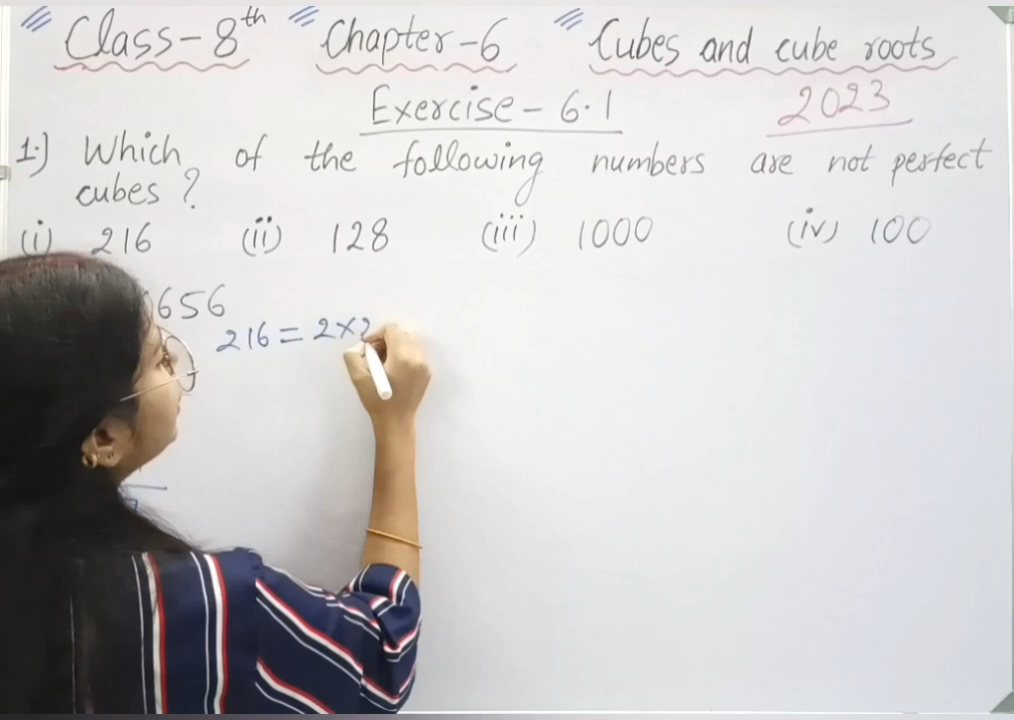 Class-8th Chapter-6 Cubes and cube roots
Exercise-6.1 2023
1.) Which of the following numbers are not perfect
cubes ?
(i) 216 (ii) 128 (iii) 1000 (iv) 100
656
216 = 2×2